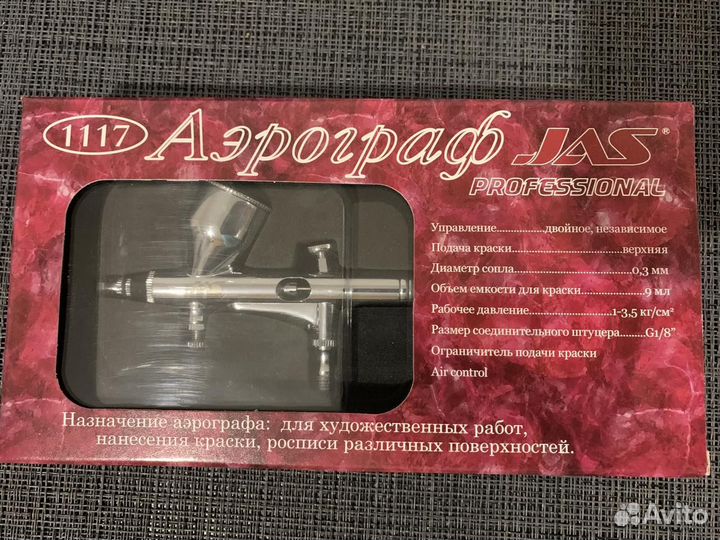 1117 Аэрограф JAS®
PROFESSIONAL
Управление................двойное, независимое
Подача краски.....................................верхняя
Диаметр сопла.......................................0,3 мм
Объем емкости для краски.....................9 мл
Рабочее давление...........................1-3,5 кг/см²
Размер соединительного штуцера........G1/8”
Ограничитель подачи краски
Air control
Назначение аэрографа: для художественных работ,
нанесения краски, росписи различных поверхностей.
Avito